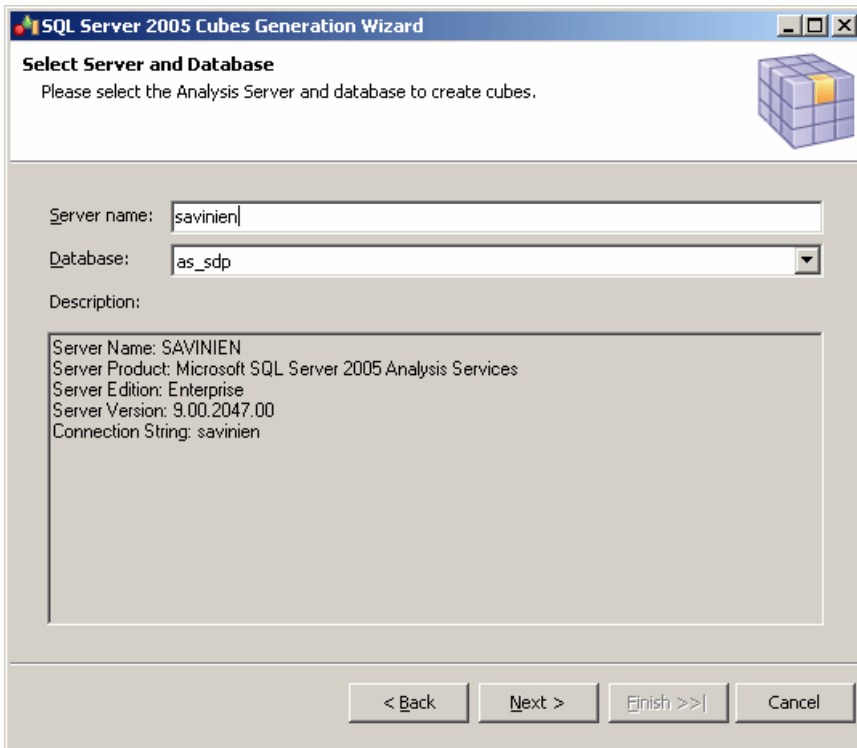 SQL Server 2005 Cubes Generation Wizard
Select Server and Database
Please select the Analysis Server and database to create cubes.
Server name: savinien
Database: as_sdp
Description:
Server Name: SAVINIEN
Server Product: Microsoft SQL Server 2005 Analysis Services
Server Edition: Enterprise
Server Version: 9.00.2047.00
Connection String: savinien
< Back Next > Finish >>| Cancel